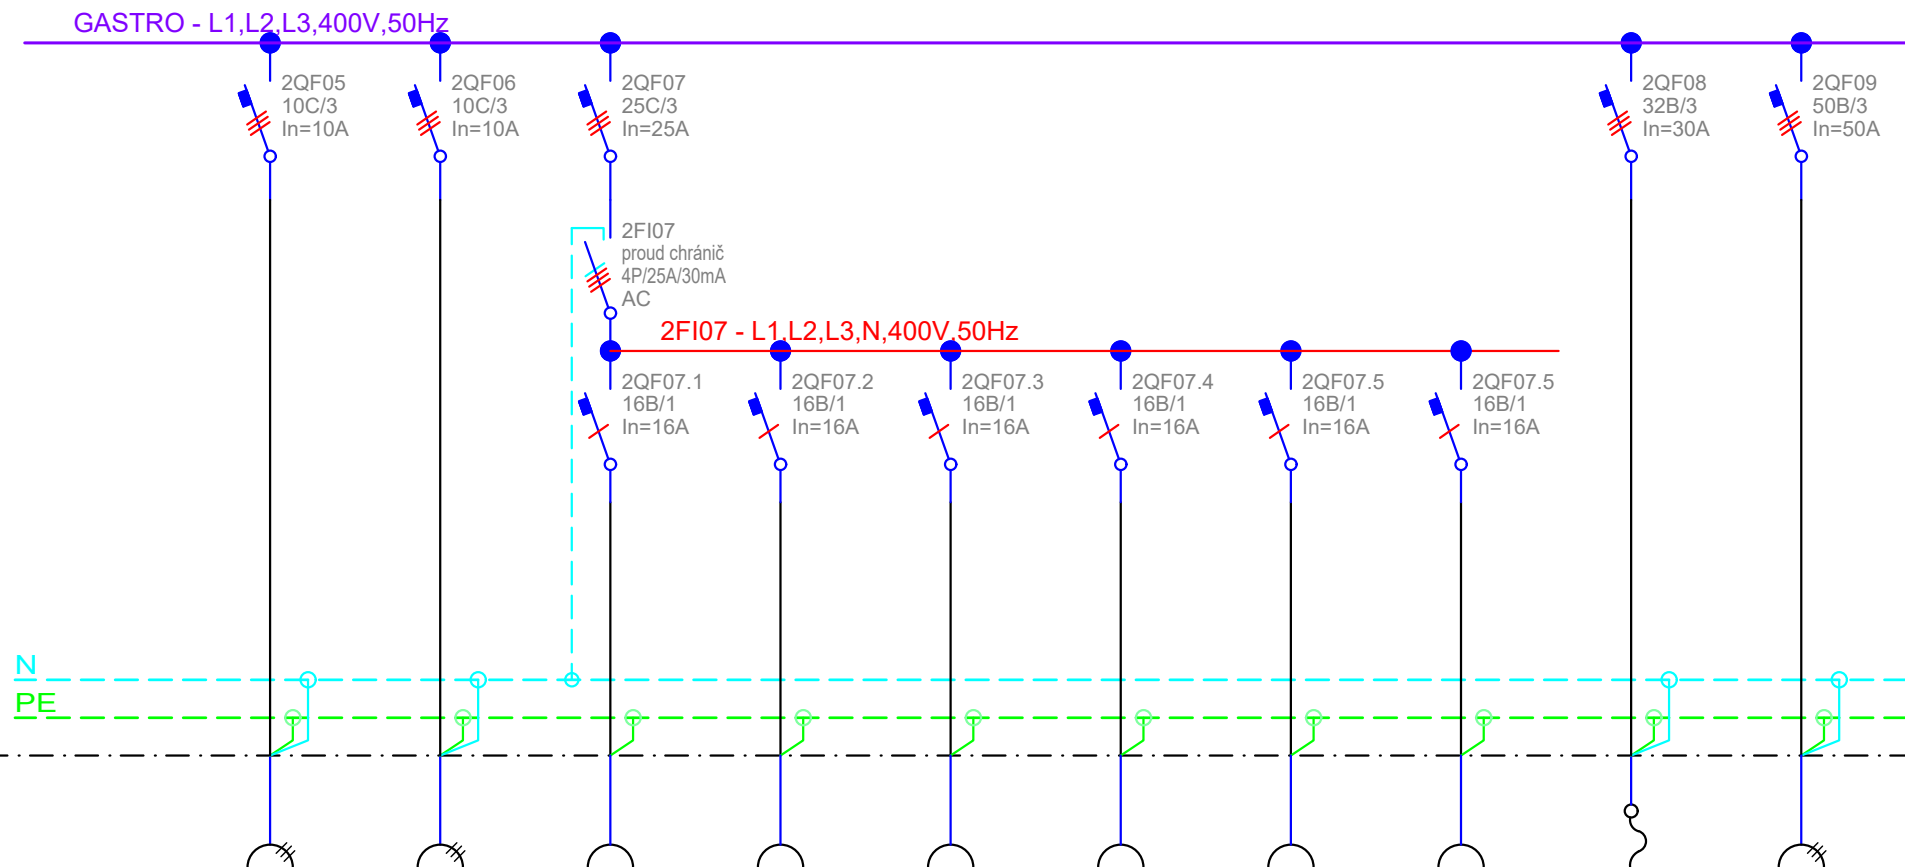 GASTRO - L1,L2,L3,400V,50Hz
2QF05
10C/3
In=10A
2QF06
10C/3
In=10A
2QF07
25C/3
In=25A
2QF08
32B/3
In=30A
2QF09
50B/3
In=50A
2FI07
proud chránič
4P/25A/30mA
AC
2FI07 - L1,L2,L3,N,400V,50Hz
2QF07.1
16B/1
In=16A
2QF07.2
16B/1
In=16A
2QF07.3
16B/1
In=16A
2QF07.4
16B/1
In=16A
2QF07.5
16B/1
In=16A
2QF07.5
16B/1
In=16A
N
PE